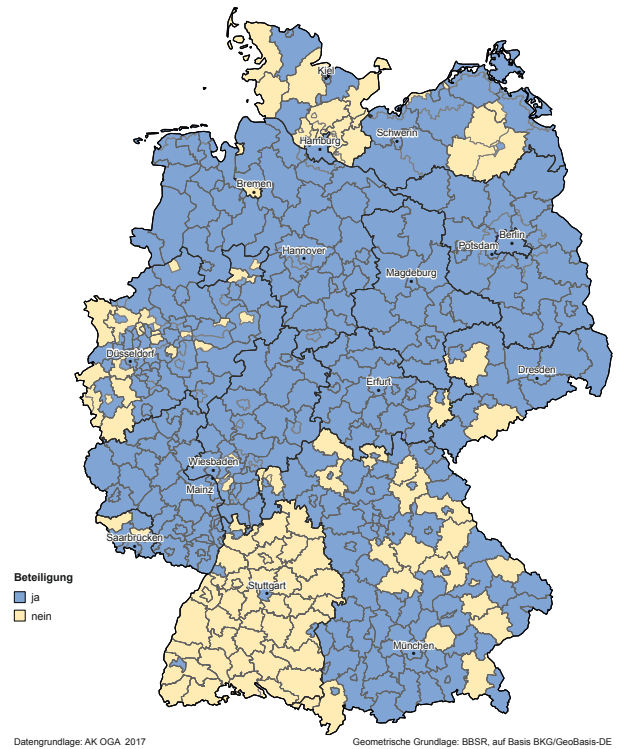 Kiel
Hamburg
Schwerin
Bremen
Berlin
Potsdam
Hannover
Magdeburg
Düsseldorf
Dresden
Erfurt
Wiesbaden
Mainz
Saarbrücken
Stuttgart
München
Beteiligung
ja
nein
Datengrundlage: AK OGA 2017
Geometrische Grundlage: BBSR, auf Basis BKG/GeoBasis-DE